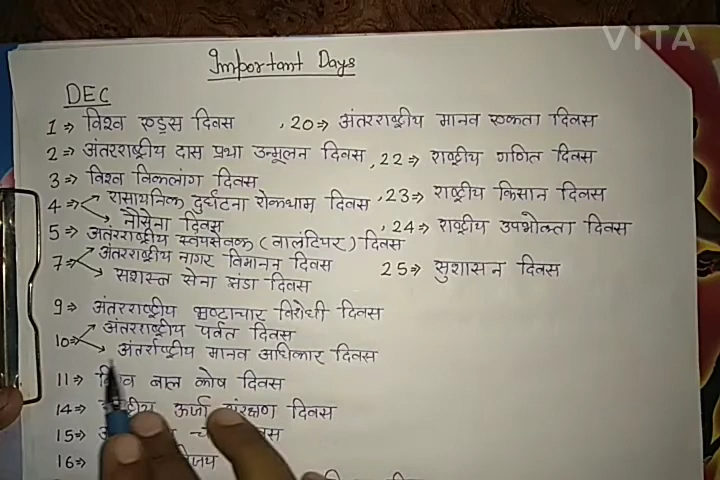 VITA
Important Days
DEC
1⇒ विश्व एड्स दिवस
2⇒ अंतरराष्ट्रीय दास प्रथा उन्मूलन दिवस
3⇒ विश्व विकलांग दिवस
4⇒ रासायनिक दुर्घटना रोकथाम दिवस
नौसेना दिवस
5⇒ अंतरराष्ट्रीय स्वयंसेवक (वालंटियर) दिवस
7⇒ अंतरराष्ट्रीय नागर विमानन दिवस
सशस्त्र सेना झंडा दिवस
9⇒ अंतरराष्ट्रीय भ्रष्टाचार विरोधी दिवस
10⇒ अंतरराष्ट्रीय पर्वत दिवस
अंतर्राष्ट्रीय मानव अधिकार दिवस
11⇒ बाल कोष दिवस
14⇒ ऊर्जा संरक्षण दिवस
15⇒
16⇒
, 20⇒ अंतरराष्ट्रीय मानव एकता दिवस
, 22⇒ राष्ट्रीय गणित दिवस
, 23⇒ राष्ट्रीय किसान दिवस
, 24⇒ राष्ट्रीय उपभोक्ता दिवस
25⇒ सुशासन दिवस